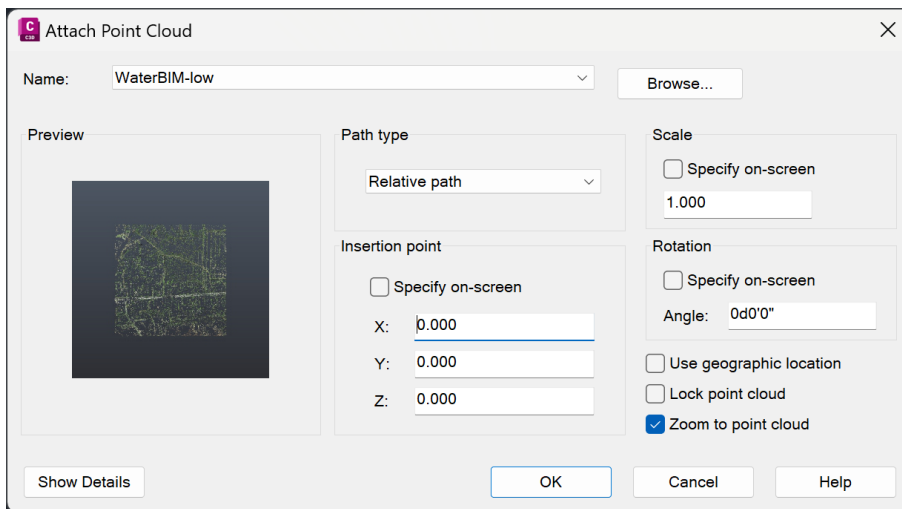 C
C3D
Attach Point Cloud
Name:
WaterBIM-low
Browse...
Preview
Path type
Relative path
Scale
Specify on-screen
1.000
Insertion point
Specify on-screen
X:
0.000
Y:
0.000
Z:
0.000
Rotation
Specify on-screen
Angle:
0d0'0"
Use geographic location
Lock point cloud
Zoom to point cloud
Show Details
OK
Cancel
Help